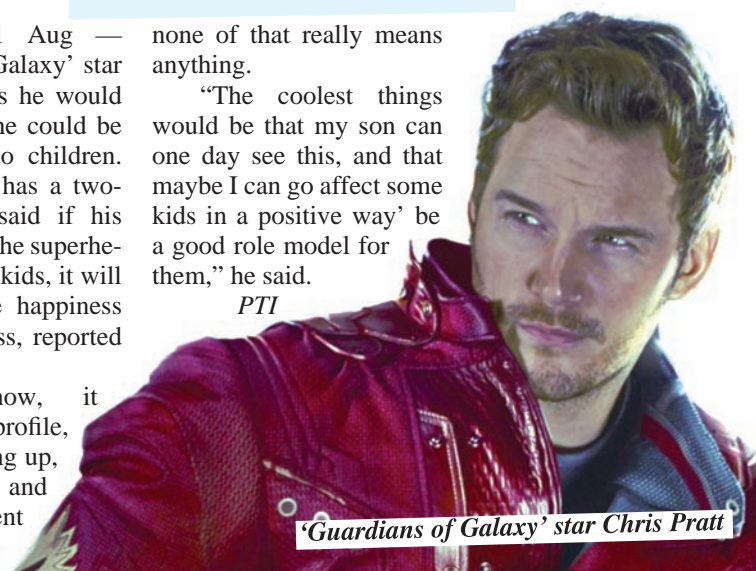 Aug —
Galaxy' star
s he would
he could be
to children.
has a two-
said if his
he superhe-
kids, it will
e happiness
ss, reported
now, it
profile,
ng up,
and
ent
none of that really means
anything.
“The coolest things
would be that my son can
one day see this, and that
maybe I can go affect some
kids in a positive way’ be
a good role model for
them,” he said.
PTI
‘Guardians of Galaxy’ star Chris Pratt